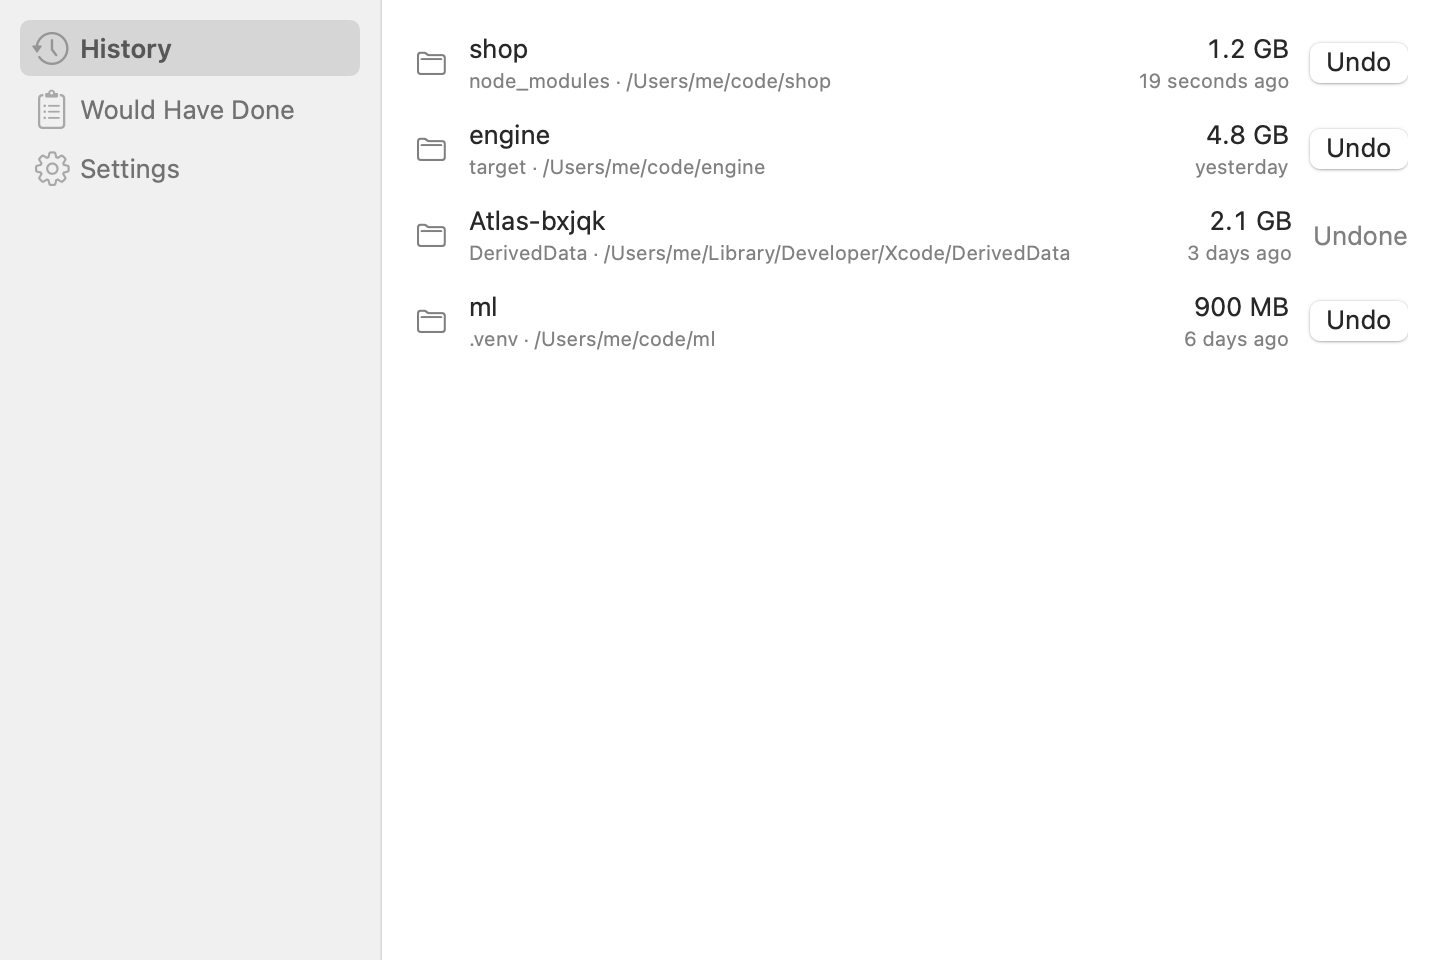 History
Would Have Done
Settings
shop
node_modules · /Users/me/code/shop
1.2 GB
19 seconds ago
Undo
engine
target · /Users/me/code/engine
4.8 GB
yesterday
Undo
Atlas-bxjqk
DerivedData · /Users/me/Library/Developer/Xcode/DerivedData
2.1 GB
3 days ago
Undone
ml
.venv · /Users/me/code/ml
900 MB
6 days ago
Undo